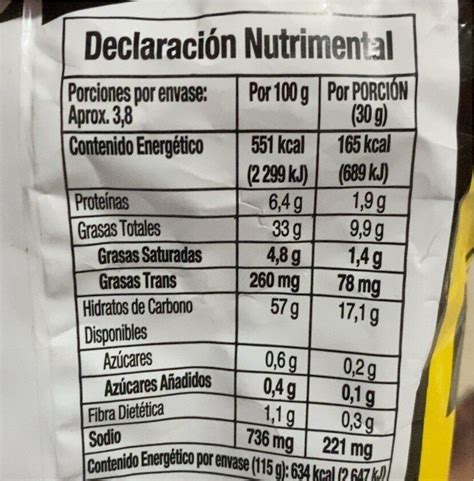 Declaración Nutrimental
Porciones por envase: Por 100 g Por PORCIÓN
Aprox. 3,8 (30 g)
Contenido Energético 551 kcal 165 kcal
(2 299 kJ) (689 kJ)
Proteínas 6,4 g 1,9 g
Grasas Totales 33 g 9,9 g
Grasas Saturadas 4,8 g 1,4 g
Grasas Trans 260 mg 78 mg
Hidratos de Carbono 57 g 17,1 g
Disponibles
Azúcares 0,6 g 0,2 g
Azúcares Añadidos 0,4 g 0,1 g
Fibra Dietética 1,1 g 0,3 g
Sodio 736 mg 221 mg
Contenido Energético por envase (115 g): 634 kcal (2 647 kJ)